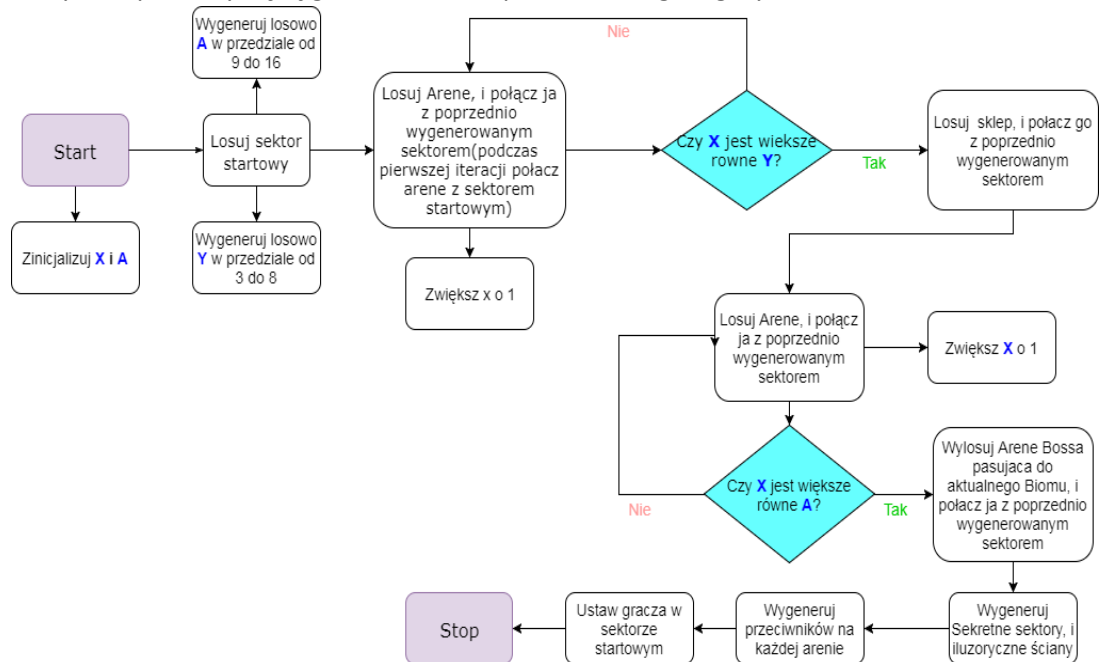 Wygeneruj losowo
A w przedziale od
9 do 16
Nie
Losuj Arene, i połącz ja
z poprzednio
wygenerowanym
sektorem(podczas
pierwszej iteracji połacz
arene z sektorem
startowym)
Czy X jest wieksze
rowne Y?
Losuj sklep, i połacz go
z poprzednio
wygenerowanym
sektorem
Start
Losuj sektor
startowy
Tak
Zinicjalizuj X i A
Wygeneruj losowo
Y w przedziale od
3 do 8
Zwiększ x o 1
Losuj Arene, i połącz
ja z poprzednio
wygenerowanym
sektorem
Zwiększ X o 1
Czy X jest większe
równe A?
Nie
Tak
Wylosuj Arene Bossa
pasujaca do
aktualnego Biomu, i
połacz ja z poprzednio
wygenerowanym
sektorem
Stop
Ustaw gracza w
sektorze
startowym
Wygeneruj
przeciwników na
każdej arenie
Wygeneruj
Sekretne sektory, i
iluzoryczne ściany